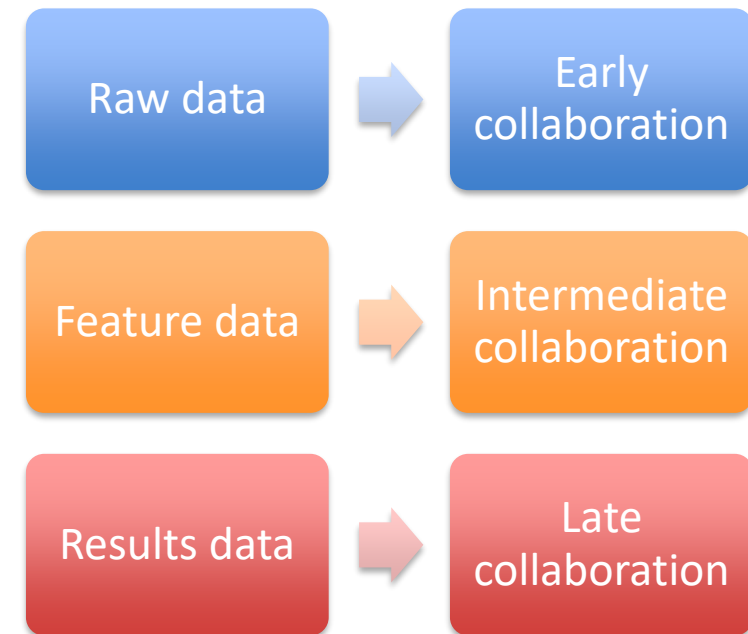 Raw data
Early
collaboration
Feature data
Intermediate
collaboration
Results data
Late
collaboration